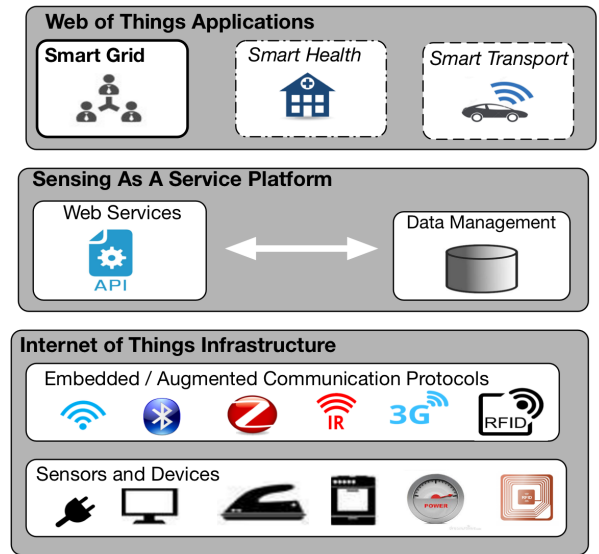 Web of Things Applications
Smart Grid
Smart Health
Smart Transport
Sensing As A Service Platform
Web Services
API
Data Management
Internet of Things Infrastructure
Embedded / Augmented Communication Protocols
IR
3G
RFID
Sensors and Devices
POWER
RFID